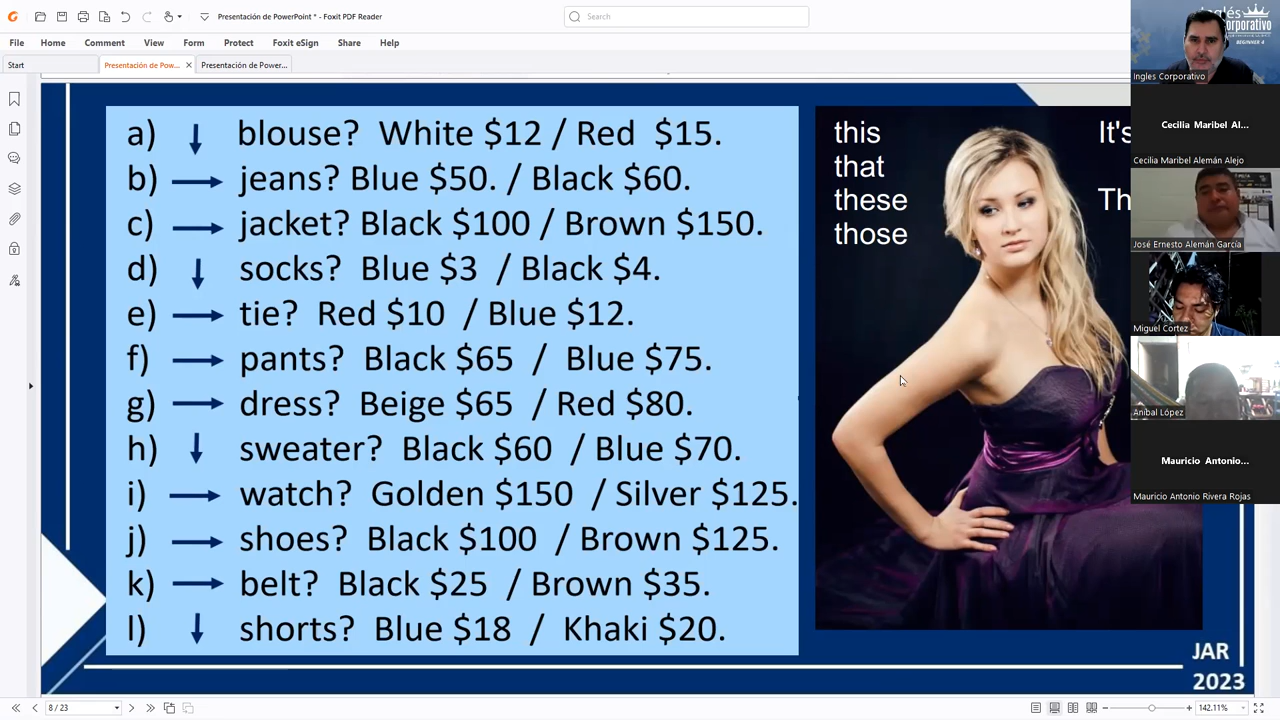 Presentación de PowerPoint * - Foxit PDF Reader
Search
File Home Comment View Form Protect Foxit eSign Share Help
Start
Presentación de Pow... ×
Presentación de Power...
a) ↓ blouse? White $12 / Red $15.
b) → jeans? Blue $50. / Black $60.
c) → jacket? Black $100 / Brown $150.
d) ↓ socks? Blue $3 / Black $4.
e) → tie? Red $10 / Blue $12.
f) → pants? Black $65 / Blue $75.
g) → dress? Beige $65 / Red $80.
h) ↓ sweater? Black $60 / Blue $70.
i) → watch? Golden $150 / Silver $125.
j) → shoes? Black $100 / Brown $125.
k) → belt? Black $25 / Brown $35.
l) ↓ shorts? Blue $18 / Khaki $20.
this
that
these
those
It's
Th
JAR
2023
Inglés
Corporativo
BEGINNER 4
Ingles Corporativo
Cecilia Maribel Al...
Cecilia Maribel Alemán Alejo
José Ernesto Alemán García
Miguel Cortez
Anibal López
Mauricio Antonio...
Mauricio Antonio Rivera Rojas
8 / 23
142.11%